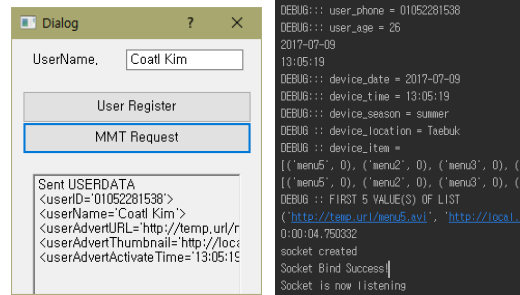 Dialog
? ×
UserName,
Coatl Kim
User Register
MMT Request
Sent USERDATA
<userID='01052281538'>
<userName='Coatl Kim'>
<userAdvertURL='http://temp,url/r
<userAdvertThumbnail='http://loca
<userAdvertActivateTime='13:05:19
DEBUG::: user_phone = 01052281538
DEBUG::: user_age = 26
2017-07-09
13:05:19
DEBUG::: device_date = 2017-07-09
DEBUG::: device_time = 13:05:19
DEBUG::: device_season = summer
DEBUG :: device_location = Taebuk
DEBUG :: device_item =
[('menu5', 0), ('menu2', 0), ('menu3', 0), (
[('menu5', 0), ('menu2', 0), ('menu3', 0), (
DEBUG :: FIRST 5 VALUE(S) OF LIST
('http://temp.url/menu5.avi', 'http://local.
0:00:04.750332
socket created
Socket Bind Success!
Socket is now listening